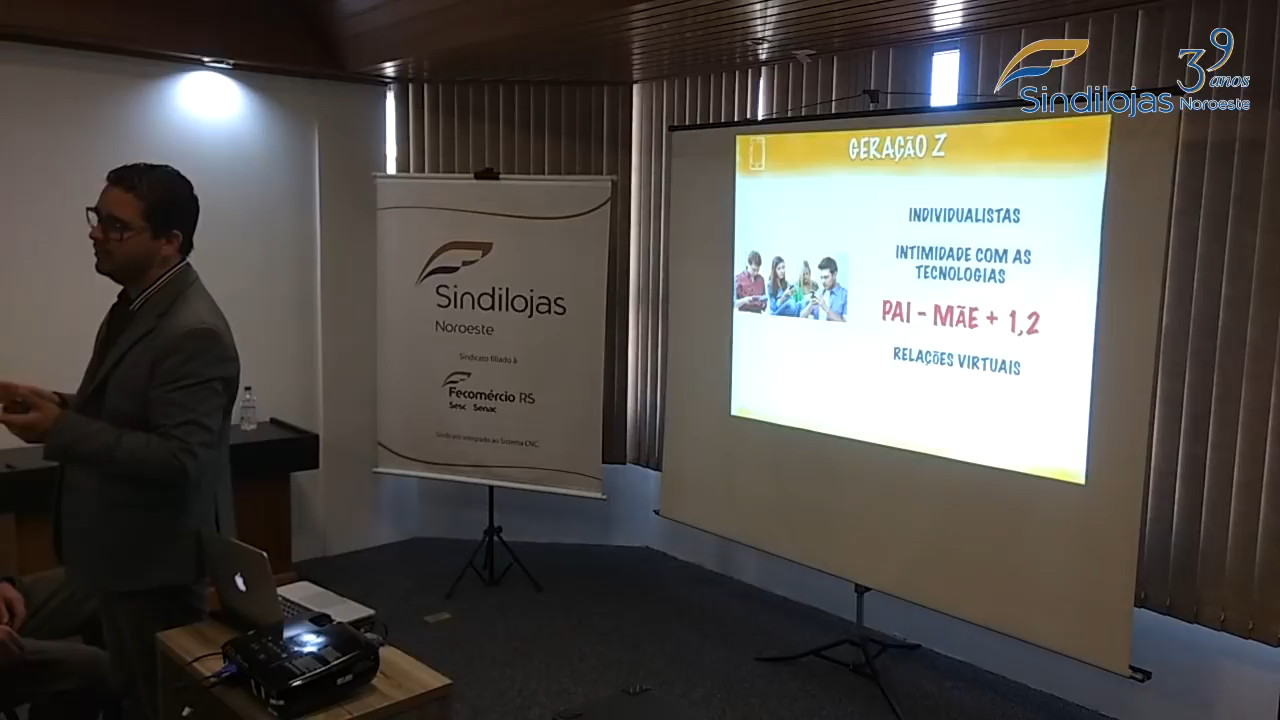 Sindilojas
39 anos
Noroeste
GERAÇÃO Z
INDIVIDUALISTAS
INTIMIDADE COM AS
TECNOLOGIAS
PAI - MÃE + 1,2
RELAÇÕES VIRTUAIS
Sindilojas
Noroeste
Sindicato filiado à
Fecomércio RS
Sesc Senac
Sindicato integrado ao Sistema CNC